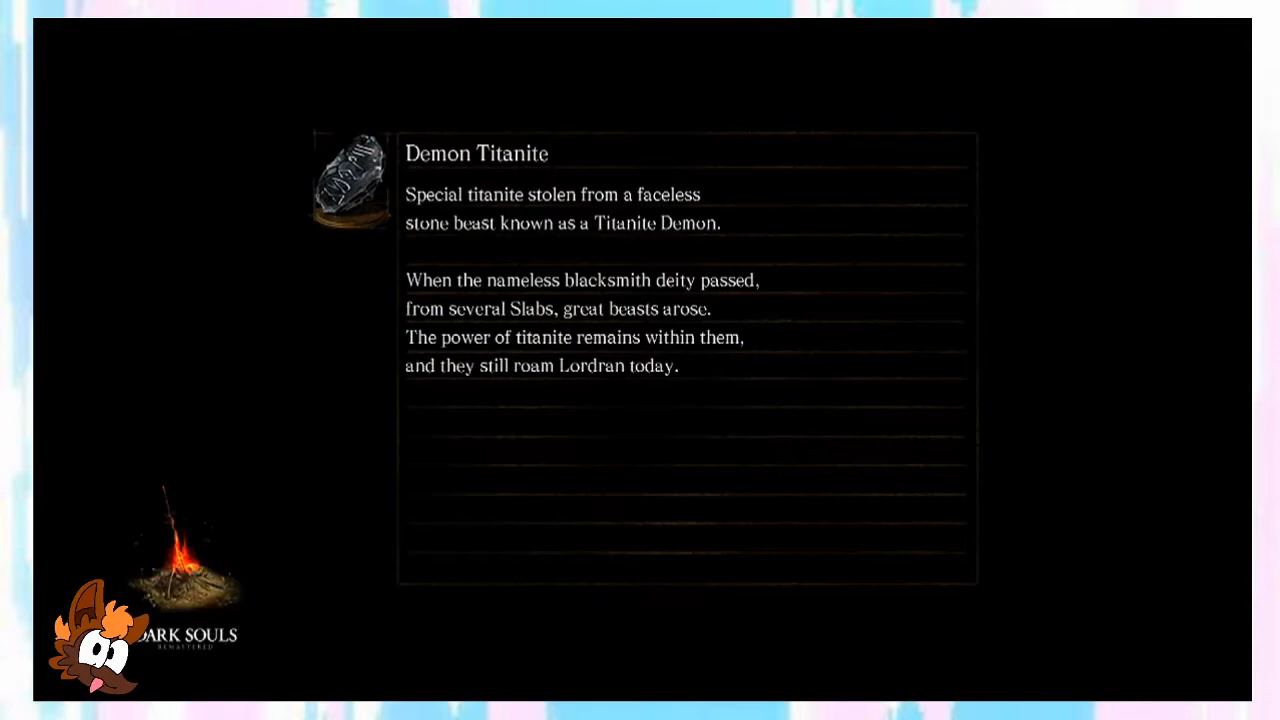 Demon Titanite
Special titanite stolen from a faceless
stone beast known as a Titanite Demon.
When the nameless blacksmith deity passed,
from several Slabs, great beasts arose.
The power of titanite remains within them,
and they still roam Lordran today.
DARK SOULS
REMASTERED